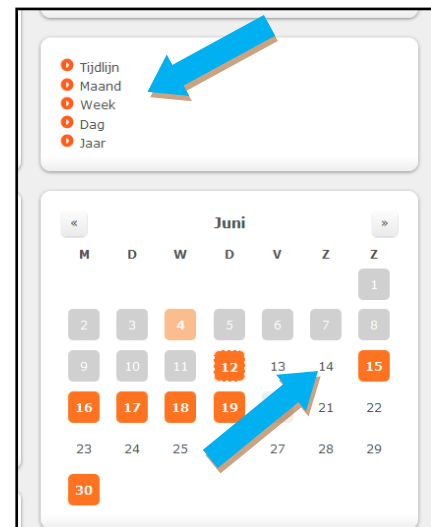 Tijdlijn
Maand
Week
Dag
Jaar
« Juni »
M D W D V Z Z
1
2 3 4 5 6 7 8
9 10 11 12 13 14 15
16 17 18 19 21 22
23 24 25 27 28 29
30